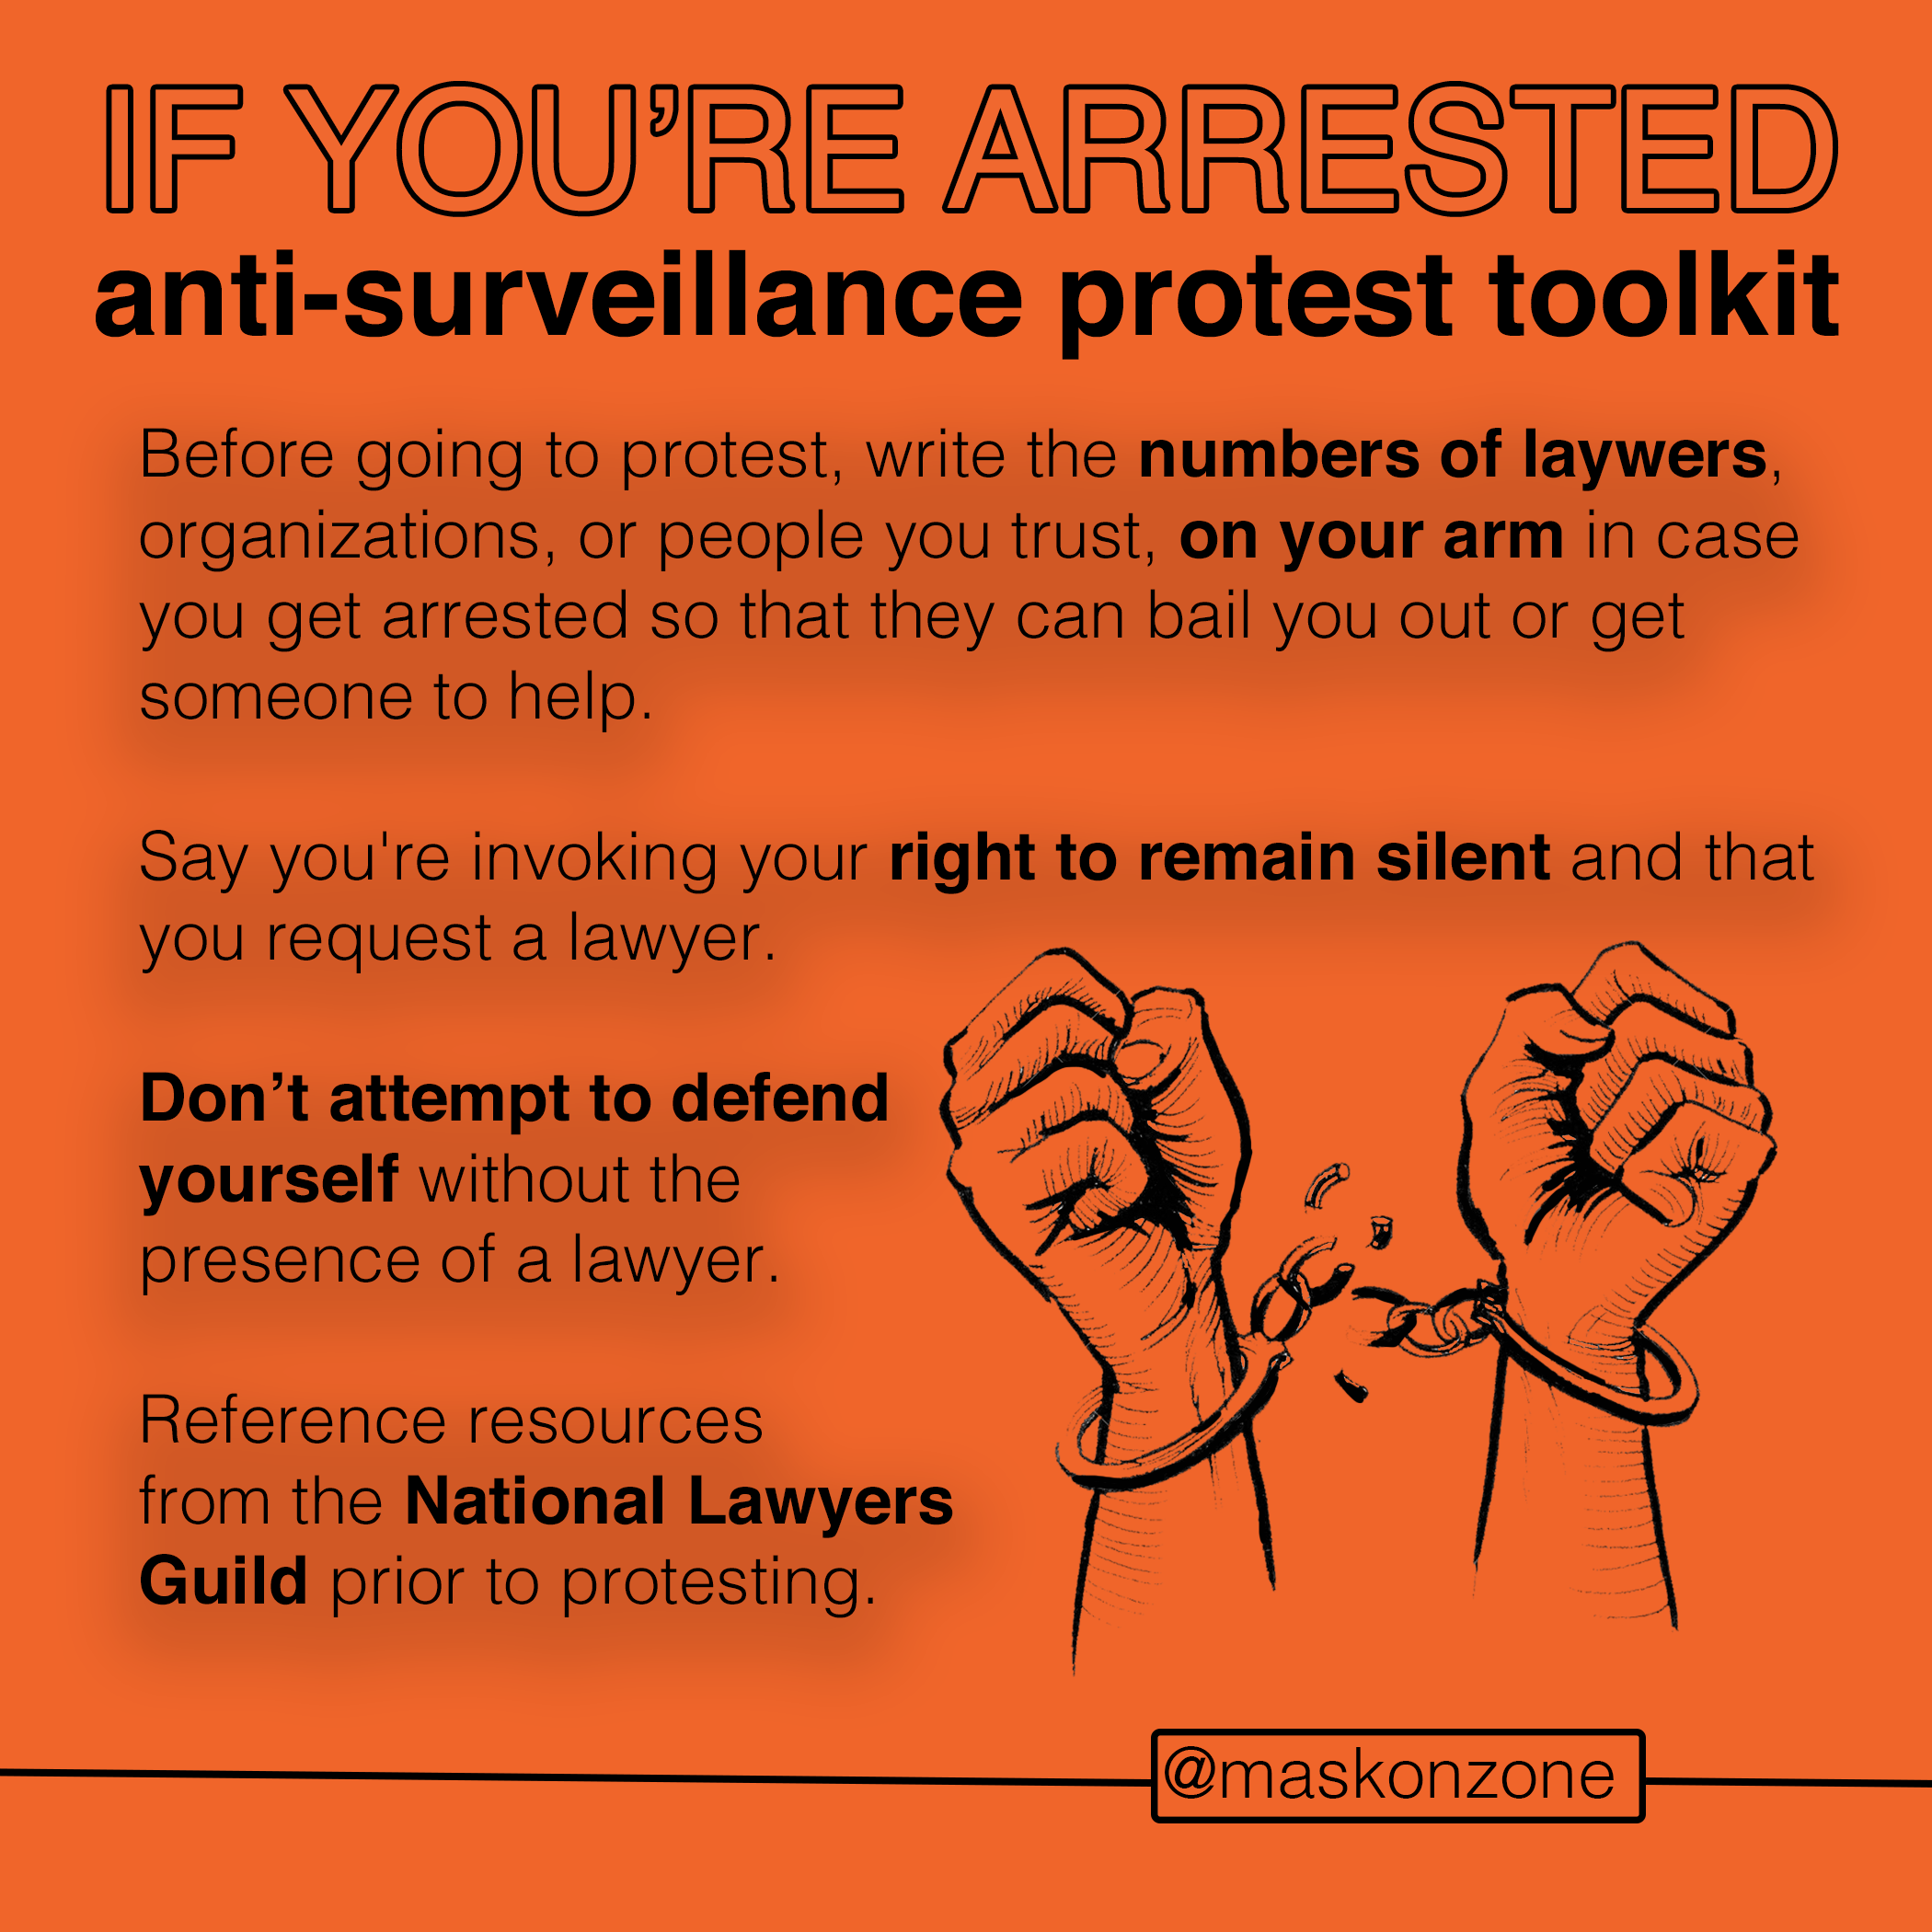 IF YOU’RE ARRESTED
anti-surveillance protest toolkit
Before going to protest, write the numbers of laywers,
organizations, or people you trust, on your arm in case
you get arrested so that they can bail you out or get
someone to help.
Say you're invoking your right to remain silent and that
you request a lawyer.
Don’t attempt to defend
yourself without the
presence of a lawyer.
Reference resources
from the National Lawyers
Guild prior to protesting.
@maskonzone